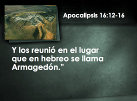 Apocalipsis 16:12-16
Y los reunió en el lugar
que en hebreo se llama
Armagedón."